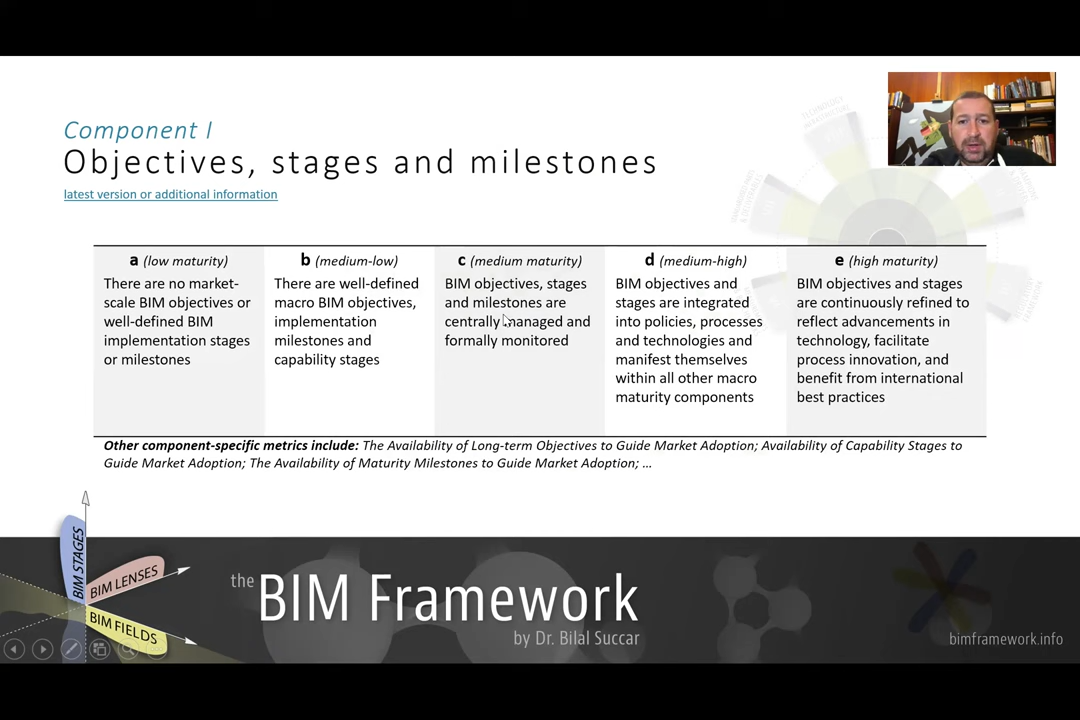 Component I
Objectives, stages and milestones
latest version or additional information
a (low maturity)
There are no market-
scale BIM objectives or
well-defined BIM
implementation stages
or milestones
b (medium-low)
There are well-defined
macro BIM objectives,
implementation
milestones and
capability stages
c (medium maturity)
BIM objectives, stages
and milestones are
centrally managed and
formally monitored
d (medium-high)
BIM objectives and
stages are integrated
into policies, processes
and technologies and
manifest themselves
within all other macro
maturity components
e (high maturity)
BIM objectives and stages
are continuously refined to
reflect advancements in
technology, facilitate
process innovation, and
benefit from international
best practices
Other component-specific metrics include: The Availability of Long-term Objectives to Guide Market Adoption; Availability of Capability Stages to
Guide Market Adoption; The Availability of Maturity Milestones to Guide Market Adoption; …
BIM STAGES
BIM LENSES
BIM FIELDS
the BIM Framework
by Dr. Bilal Succar
bimframework.info